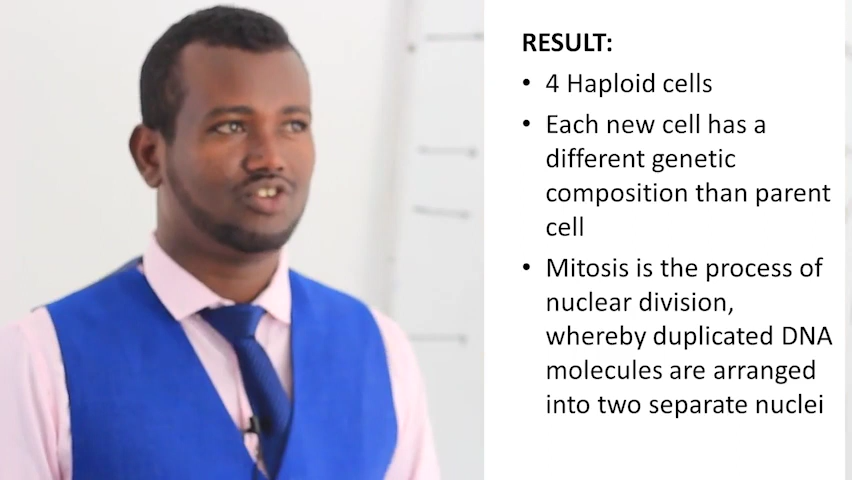 RESULT:
• 4 Haploid cells
• Each new cell has a
different genetic
composition than parent
cell
• Mitosis is the process of
nuclear division,
whereby duplicated DNA
molecules are arranged
into two separate nuclei